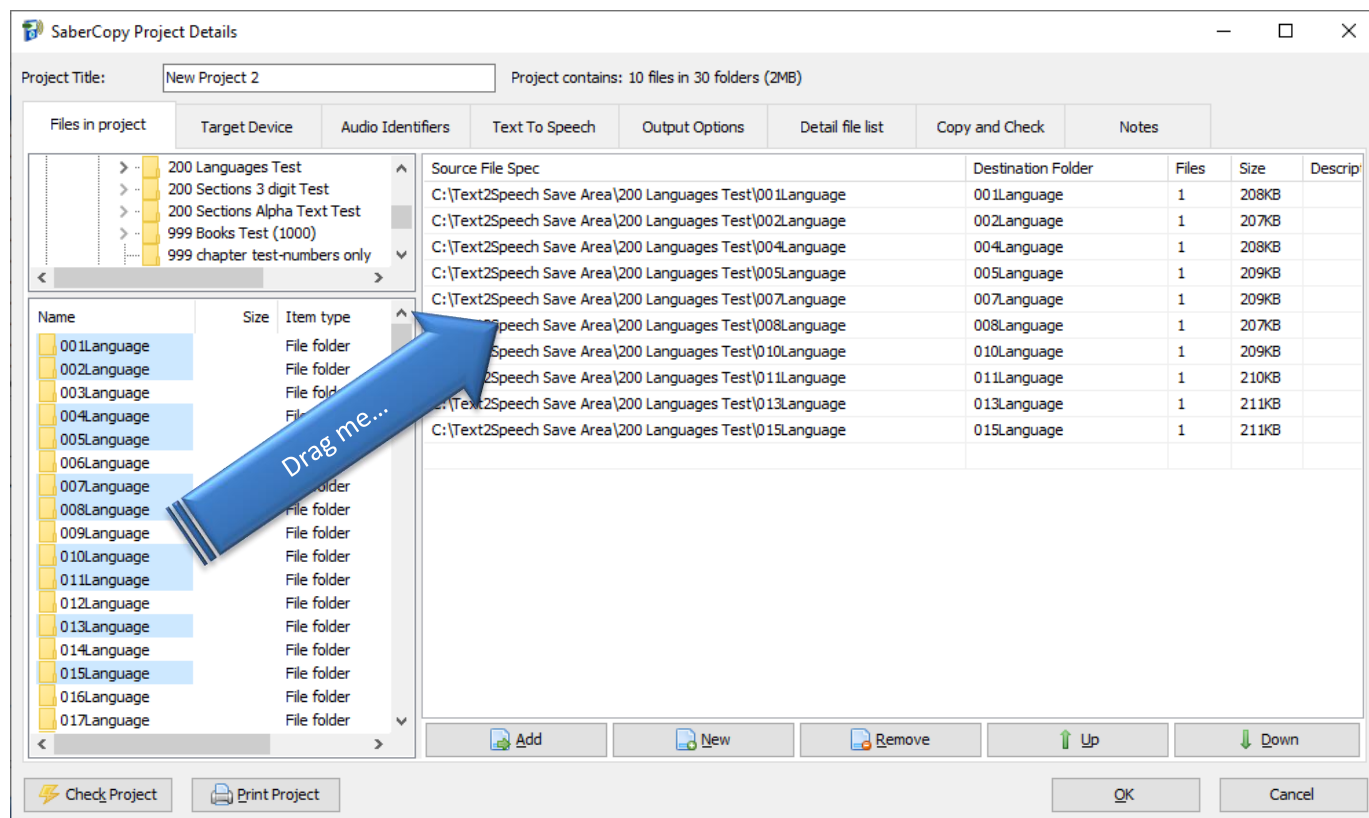 SaberCopy Project Details
Project Title: New Project 2 Project contains: 10 files in 30 folders (2MB)
Files in project Target Device Audio Identifiers Text To Speech Output Options Detail file list Copy and Check Notes
200 Languages Test
200 Sections 3 digit Test
200 Sections Alpha Text Test
999 Books Test (1000)
999 chapter test-numbers only
Name Size Item type
001Language File folder
002Language File folder
003Language File folder
004Language File
005Language
006Language
007Language older
008Language File folder
009Language File folder
010Language File folder
011Language File folder
012Language File folder
013Language File folder
014Language File folder
015Language File folder
016Language File folder
017Language File folder
Drag me...
Source File Spec Destination Folder Files Size Descrip
C:\Text2Speech Save Area\200 Languages Test\001Language 001Language 1 208KB
C:\Text2Speech Save Area\200 Languages Test\002Language 002Language 1 207KB
C:\Text2Speech Save Area\200 Languages Test\004Language 004Language 1 208KB
C:\Text2Speech Save Area\200 Languages Test\005Language 005Language 1 209KB
C:\Text2Speech Save Area\200 Languages Test\007Language 007Language 1 209KB
Speech Save Area\200 Languages Test\008Language 008Language 1 207KB
Speech Save Area\200 Languages Test\010Language 010Language 1 209KB
2Speech Save Area\200 Languages Test\011Language 011Language 1 210KB
:\Text2Speech Save Area\200 Languages Test\013Language 013Language 1 211KB
C:\Text2Speech Save Area\200 Languages Test\015Language 015Language 1 211KB
Add New Remove Up Down
Check Project Print Project OK Cancel